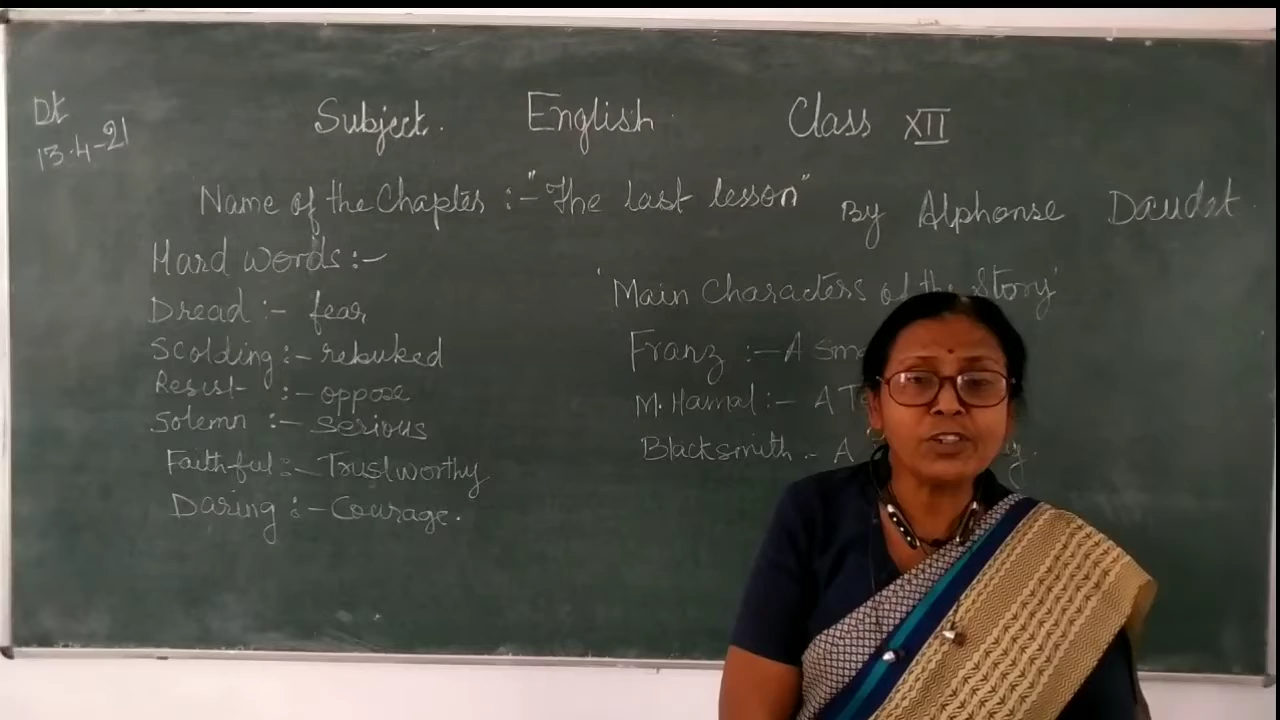 Dt
13.4-21
Subject. English. Class XII
Name of the Chapter :- "The last lesson" By Alphonse Daudet.
Hard words :-
Dread :- fear
Scolding :- rebuked
Resist :- oppose
Solemn :- serious
Faithful :- Trustworthy
Daring :- Courage.
'Main Characters of the Story'
Franz :- A
M. Hamal :- A
Blacksmith :- A